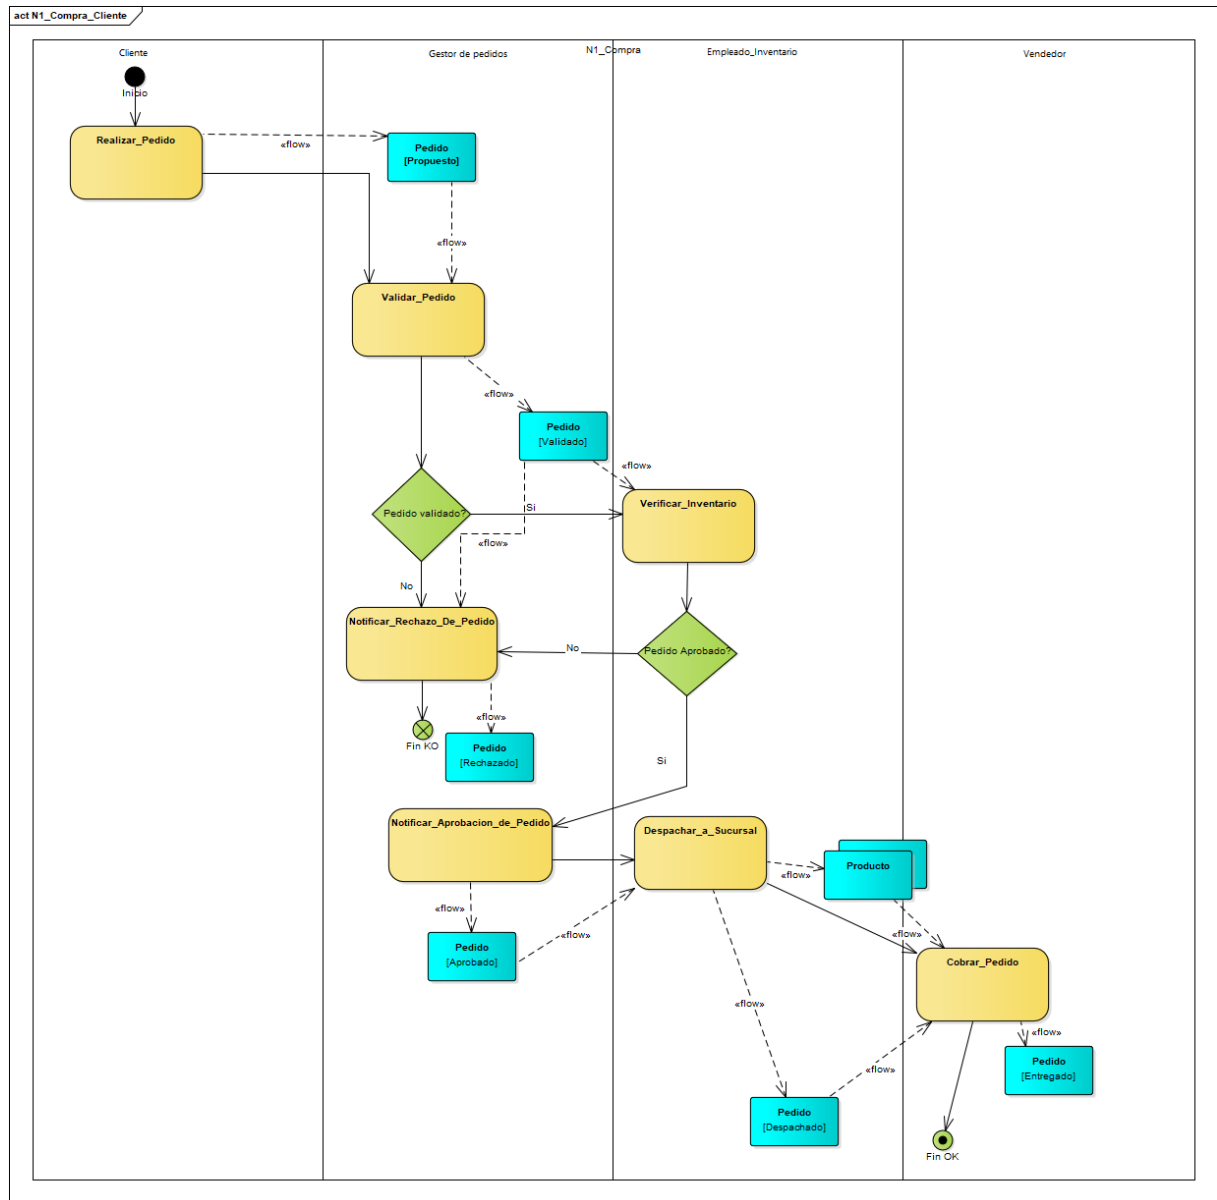 act N1_Compra_Cliente
N1_Compra
Cliente
Gestor de pedidos
Empleado_Inventario
Vendedor
Inicio
Realizar_Pedido
«flow»
Pedido
[Propuesto]
«flow»
Validar_Pedido
«flow»
Pedido
[Validado]
«flow»
Verificar_Inventario
Pedido validado?
Si
«flow»
No
Notificar_Rechazo_De_Pedido
No
Pedido Aprobado?
«flow»
Fin KO
Pedido
[Rechazado]
Si
Notificar_Aprobacion_de_Pedido
Despachar_a_Sucursal
Producto
«flow»
«flow»
«flow»
«flow»
Pedido
[Aprobado]
Cobrar_Pedido
«flow»
«flow»
«flow»
Pedido
[Entregado]
Pedido
[Despachado]
Fin OK